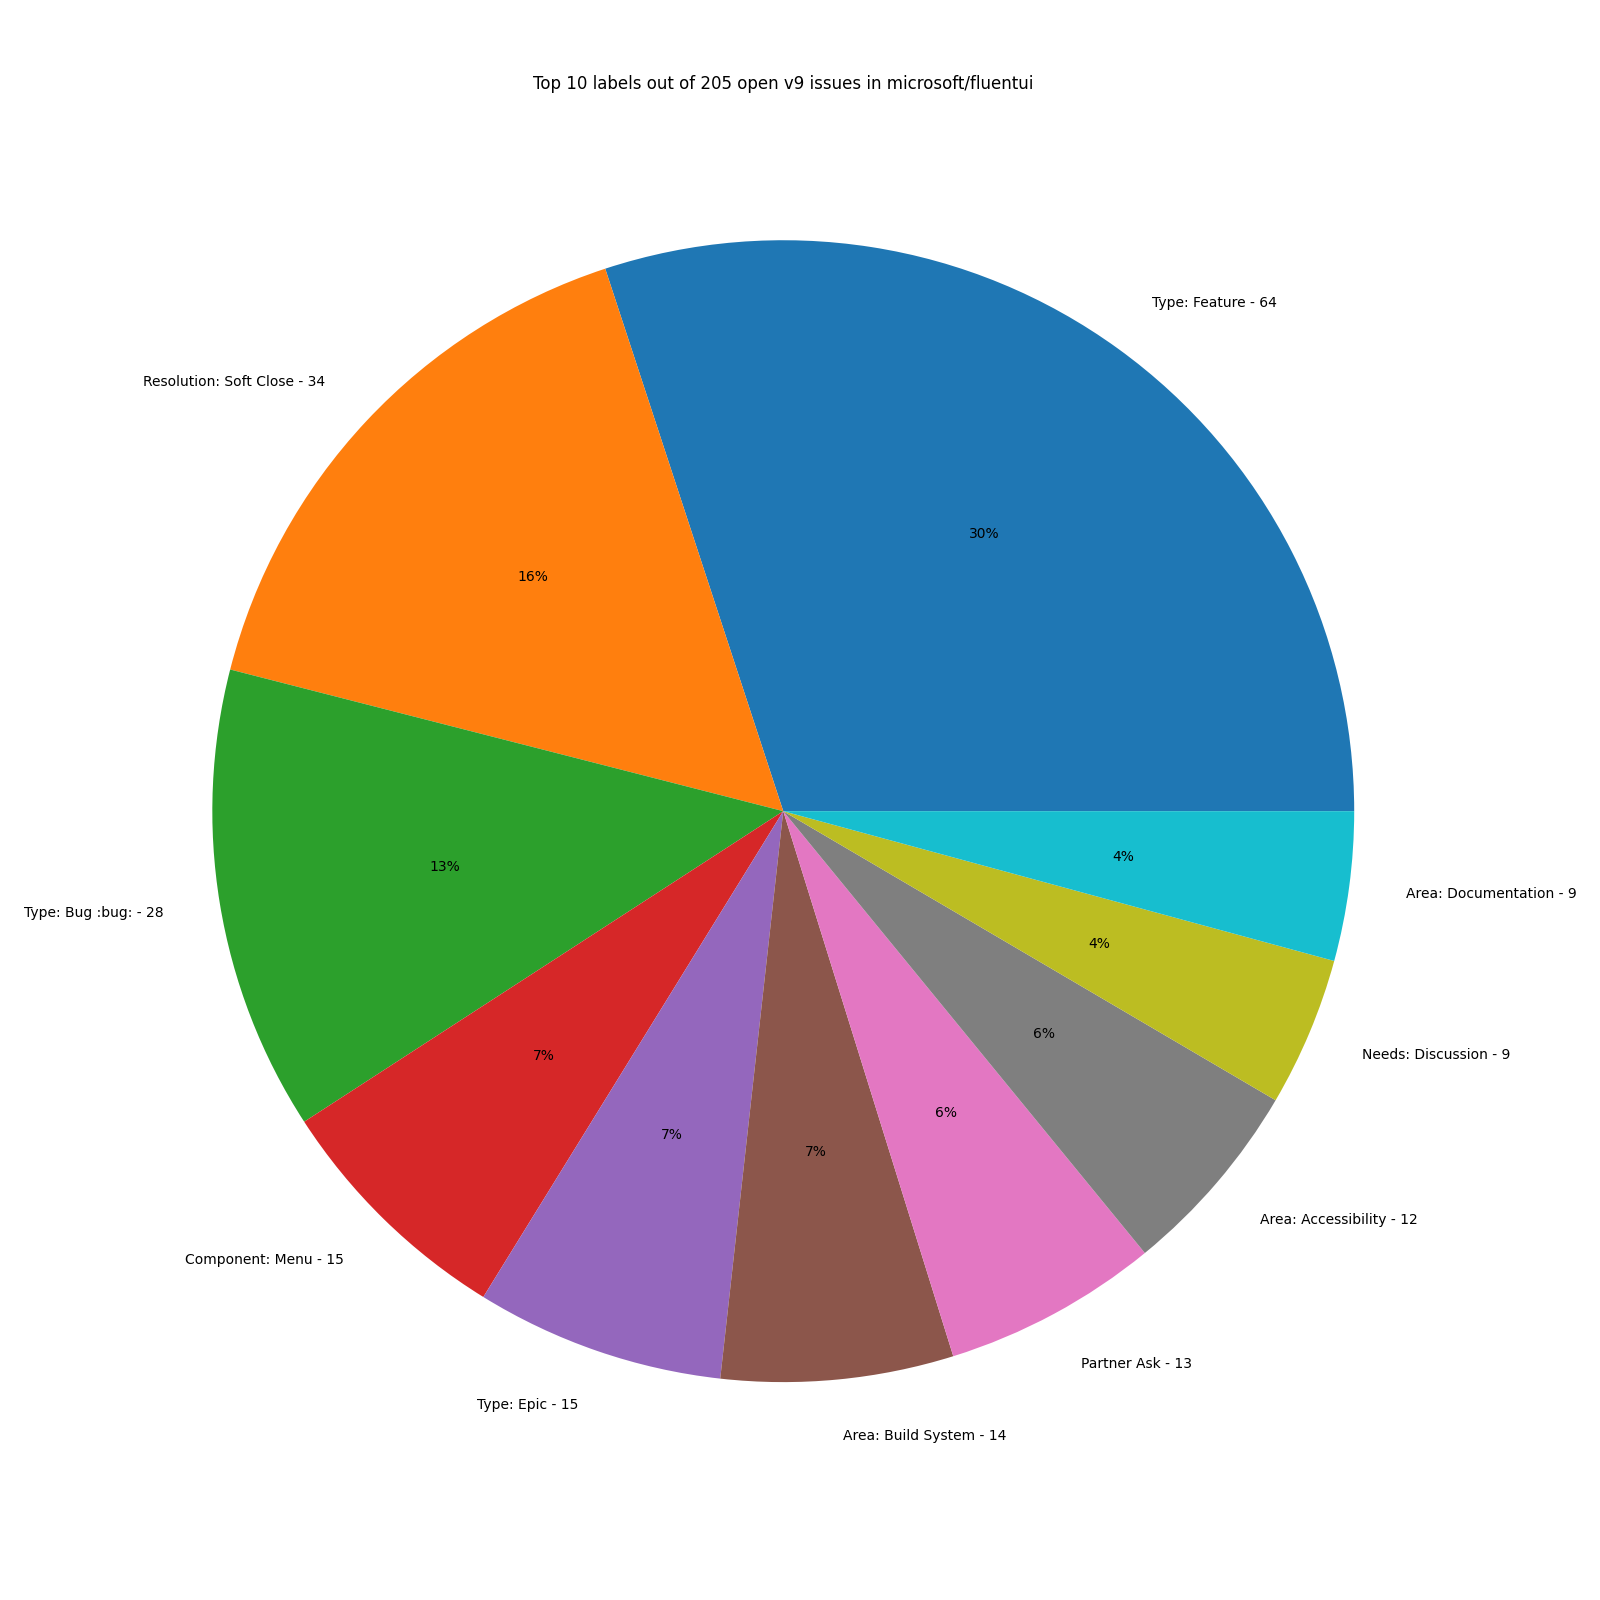 Top 10 labels out of 205 open v9 issues in microsoft/fluentui
Type: Feature - 64
30%
Resolution: Soft Close - 34
16%
Type: Bug :bug: - 28
13%
Component: Menu - 15
7%
Type: Epic - 15
7%
Area: Build System - 14
7%
Partner Ask - 13
6%
Area: Accessibility - 12
6%
Needs: Discussion - 9
4%
Area: Documentation - 9
4%